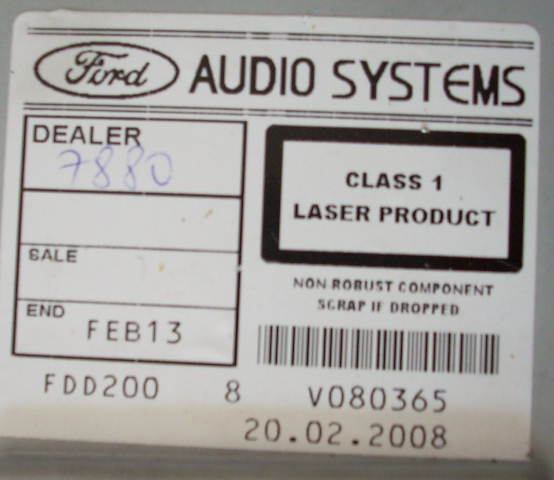 Ford AUDIO SYSTEMS
DEALER
7880
SALE
END
FEB13
CLASS 1
LASER PRODUCT
NON ROBUST COMPONENT
SCRAP IF DROPPED
FDD200 8 V080365
20.02.2008